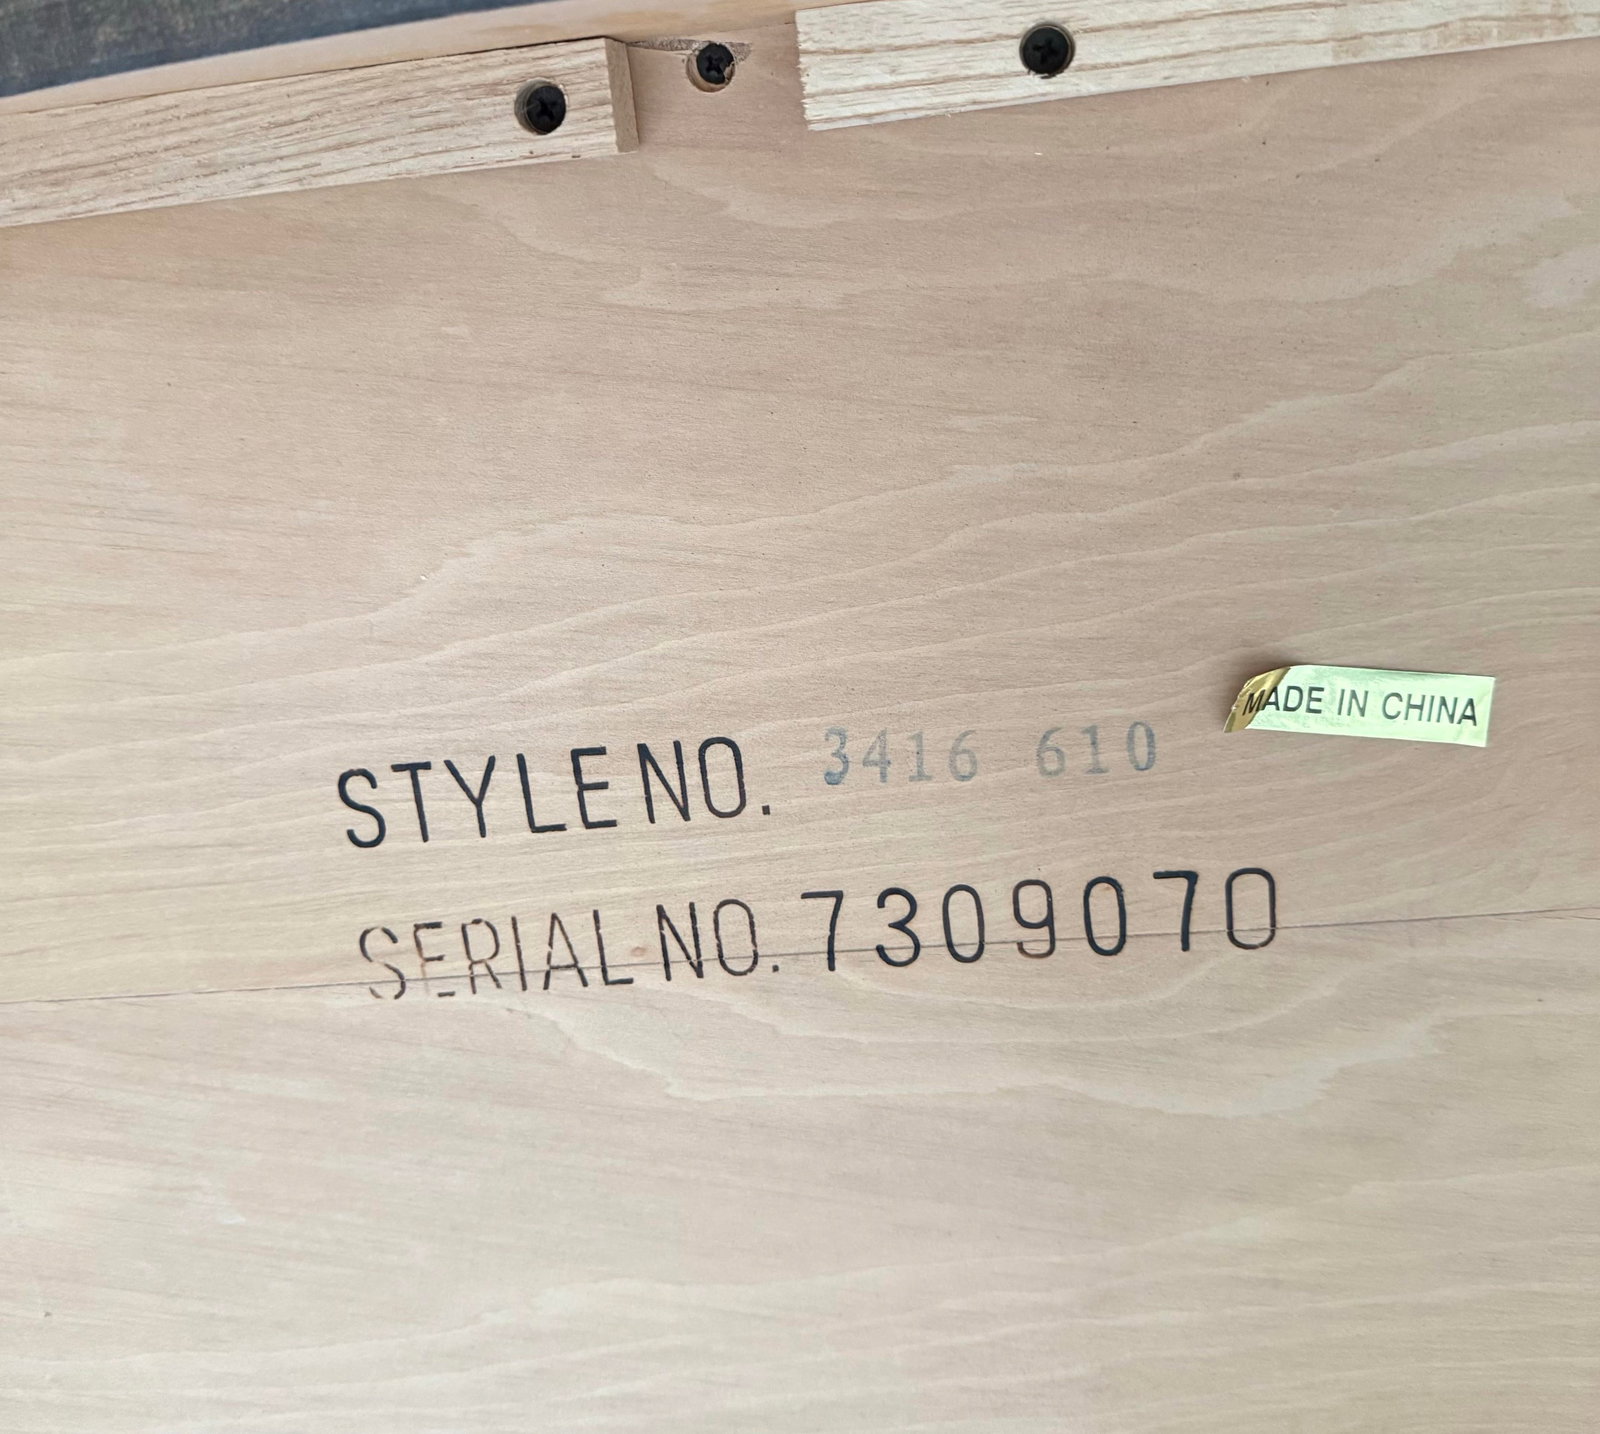 MADE IN CHINA
STYLE NO. 3416 610
SERIAL NO. 7309070